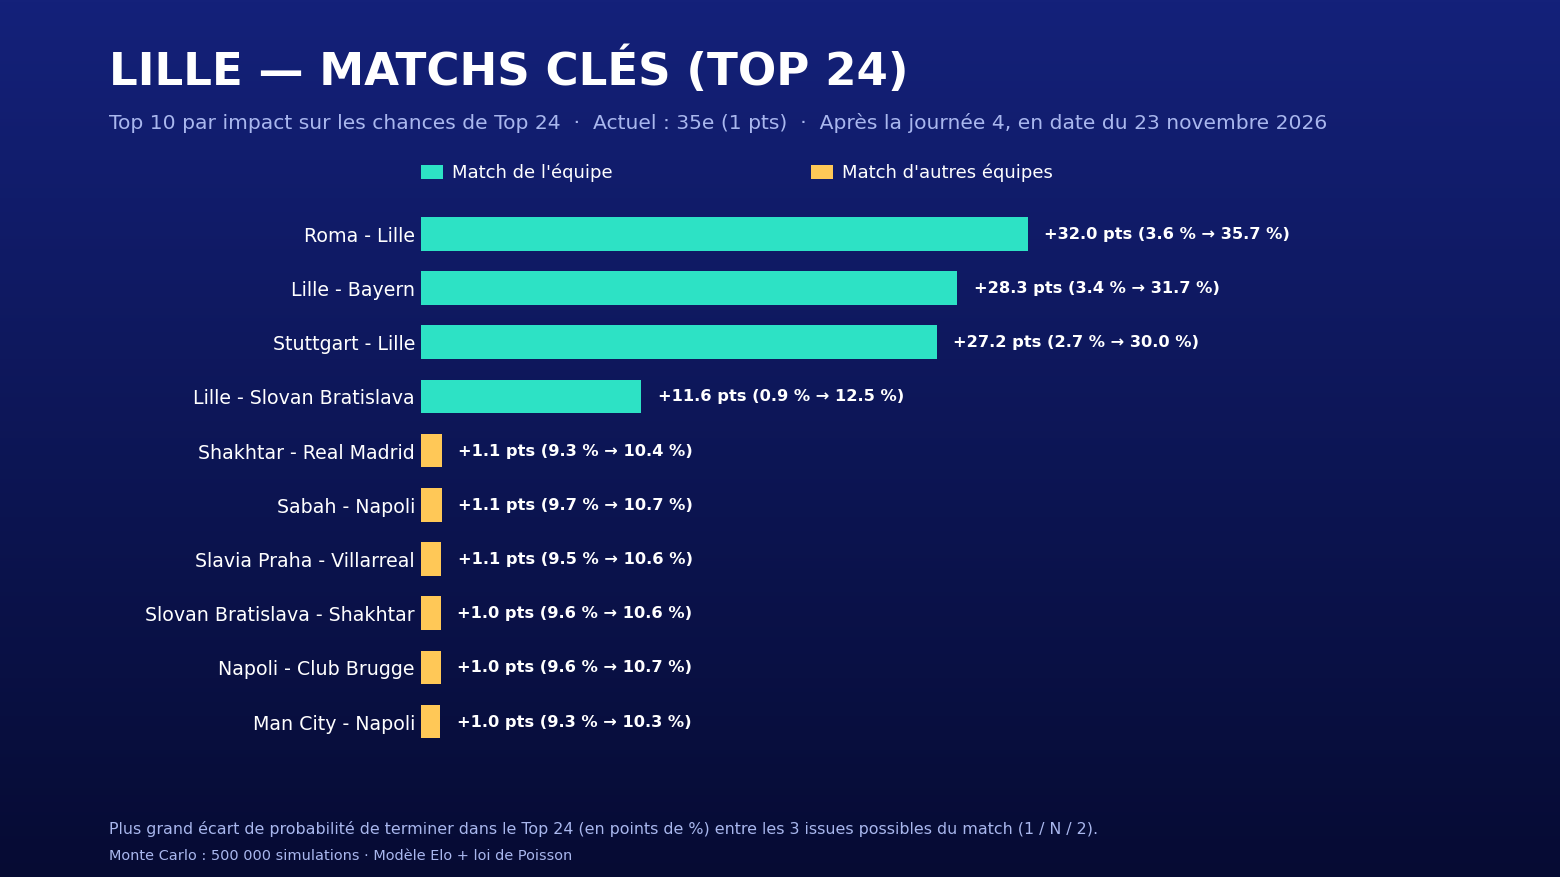 LILLE — MATCHS CLÉS (TOP 24)
Top 10 par impact sur les chances de Top 24 · Actuel : 35e (1 pts) · Après la journée 4, en date du 23 novembre 2026
Match de l'équipe Match d'autres équipes
Roma - Lille +32.0 pts (3.6 % → 35.7 %)
Lille - Bayern +28.3 pts (3.4 % → 31.7 %)
Stuttgart - Lille +27.2 pts (2.7 % → 30.0 %)
Lille - Slovan Bratislava +11.6 pts (0.9 % → 12.5 %)
Shakhtar - Real Madrid +1.1 pts (9.3 % → 10.4 %)
Sabah - Napoli +1.1 pts (9.7 % → 10.7 %)
Slavia Praha - Villarreal +1.1 pts (9.5 % → 10.6 %)
Slovan Bratislava - Shakhtar +1.0 pts (9.6 % → 10.6 %)
Napoli - Club Brugge +1.0 pts (9.6 % → 10.7 %)
Man City - Napoli +1.0 pts (9.3 % → 10.3 %)
Plus grand écart de probabilité de terminer dans le Top 24 (en points de %) entre les 3 issues possibles du match (1 / N / 2).
Monte Carlo : 500 000 simulations · Modèle Elo + loi de Poisson